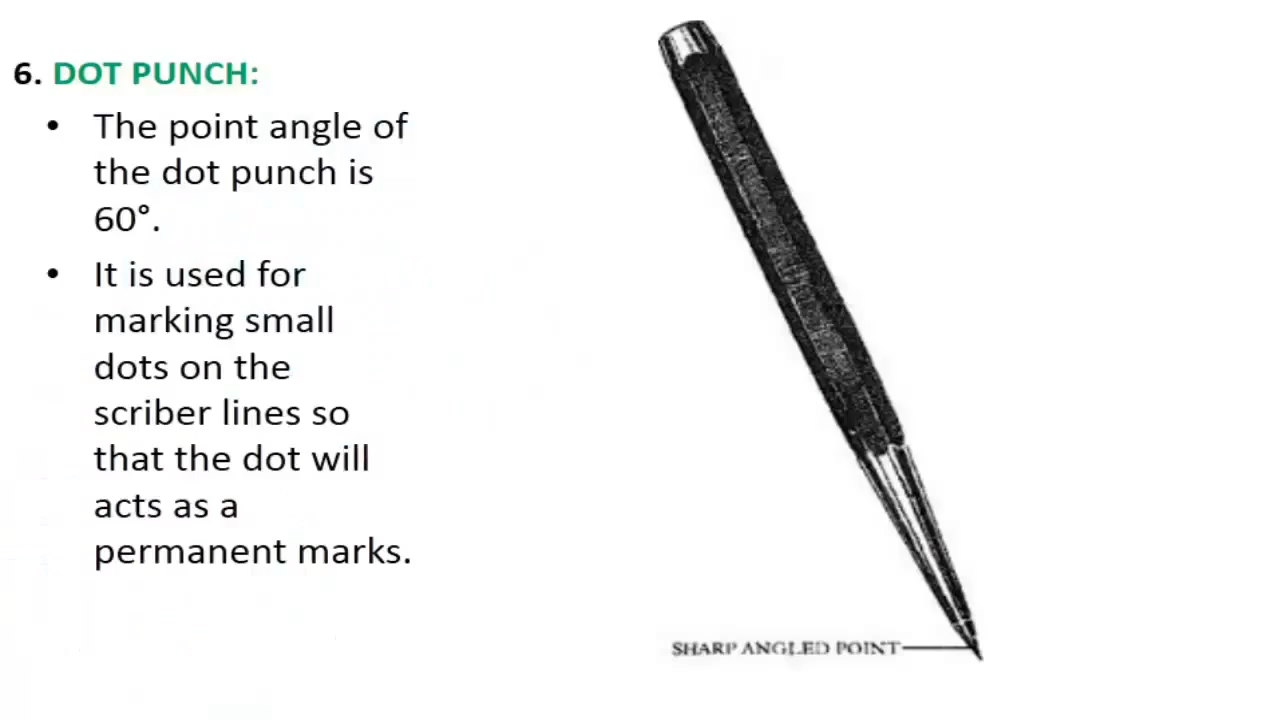 6. DOT PUNCH:
• The point angle of
the dot punch is
60°.
• It is used for
marking small
dots on the
scriber lines so
that the dot will
acts as a
permanent marks.
SHARP ANGLED POINT